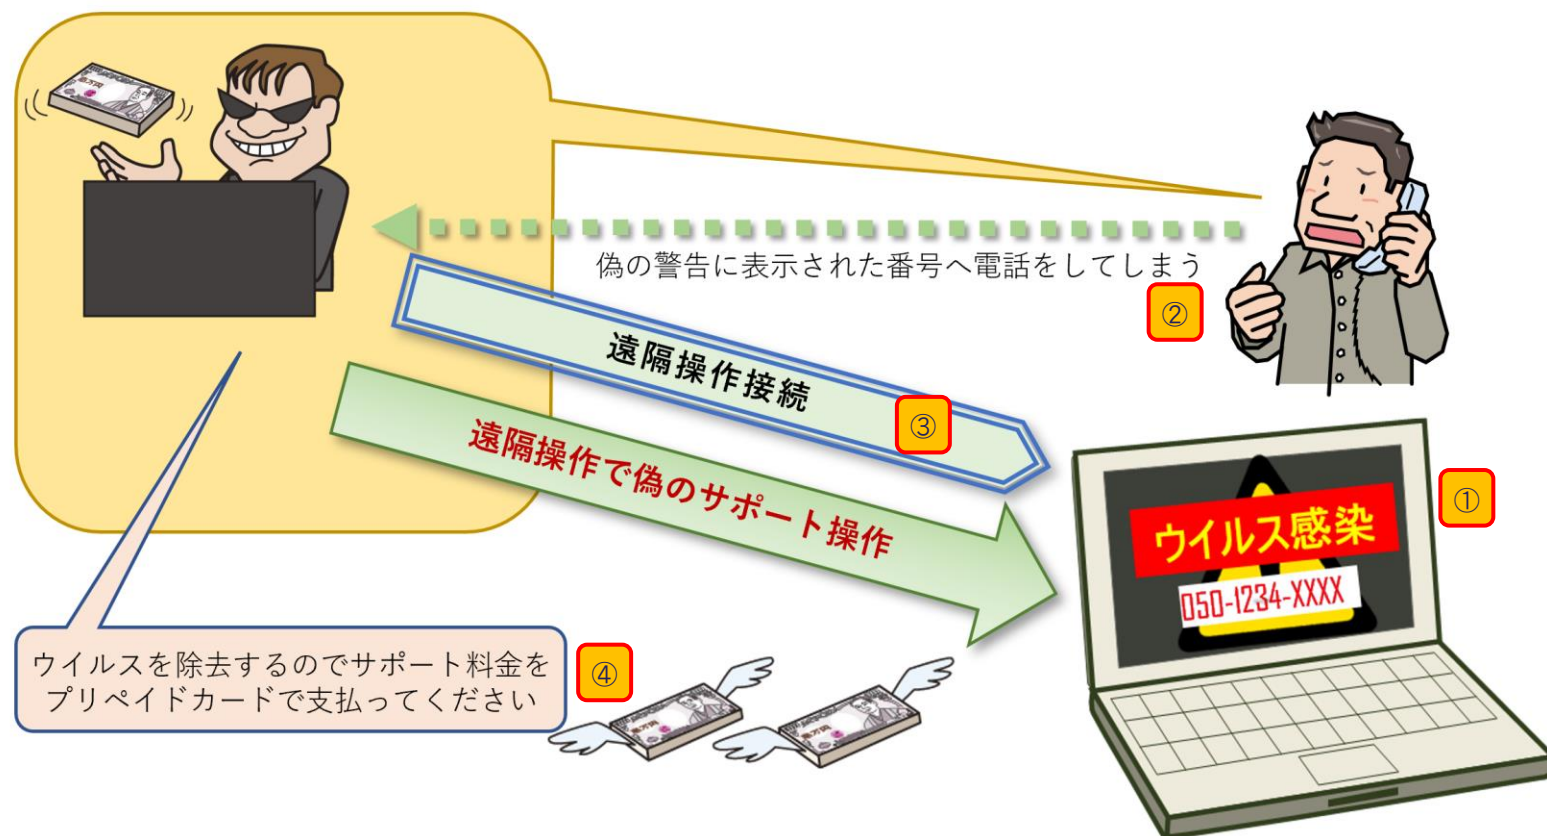 偽の警告に表示された番号へ電話をしてしまう
②
遠隔操作接続
③
遠隔操作で偽のサポート操作
①
ウイルス感染
050-1234-XXXX
ウイルスを除去するのでサポート料金を
プリペイドカードで支払ってください
④